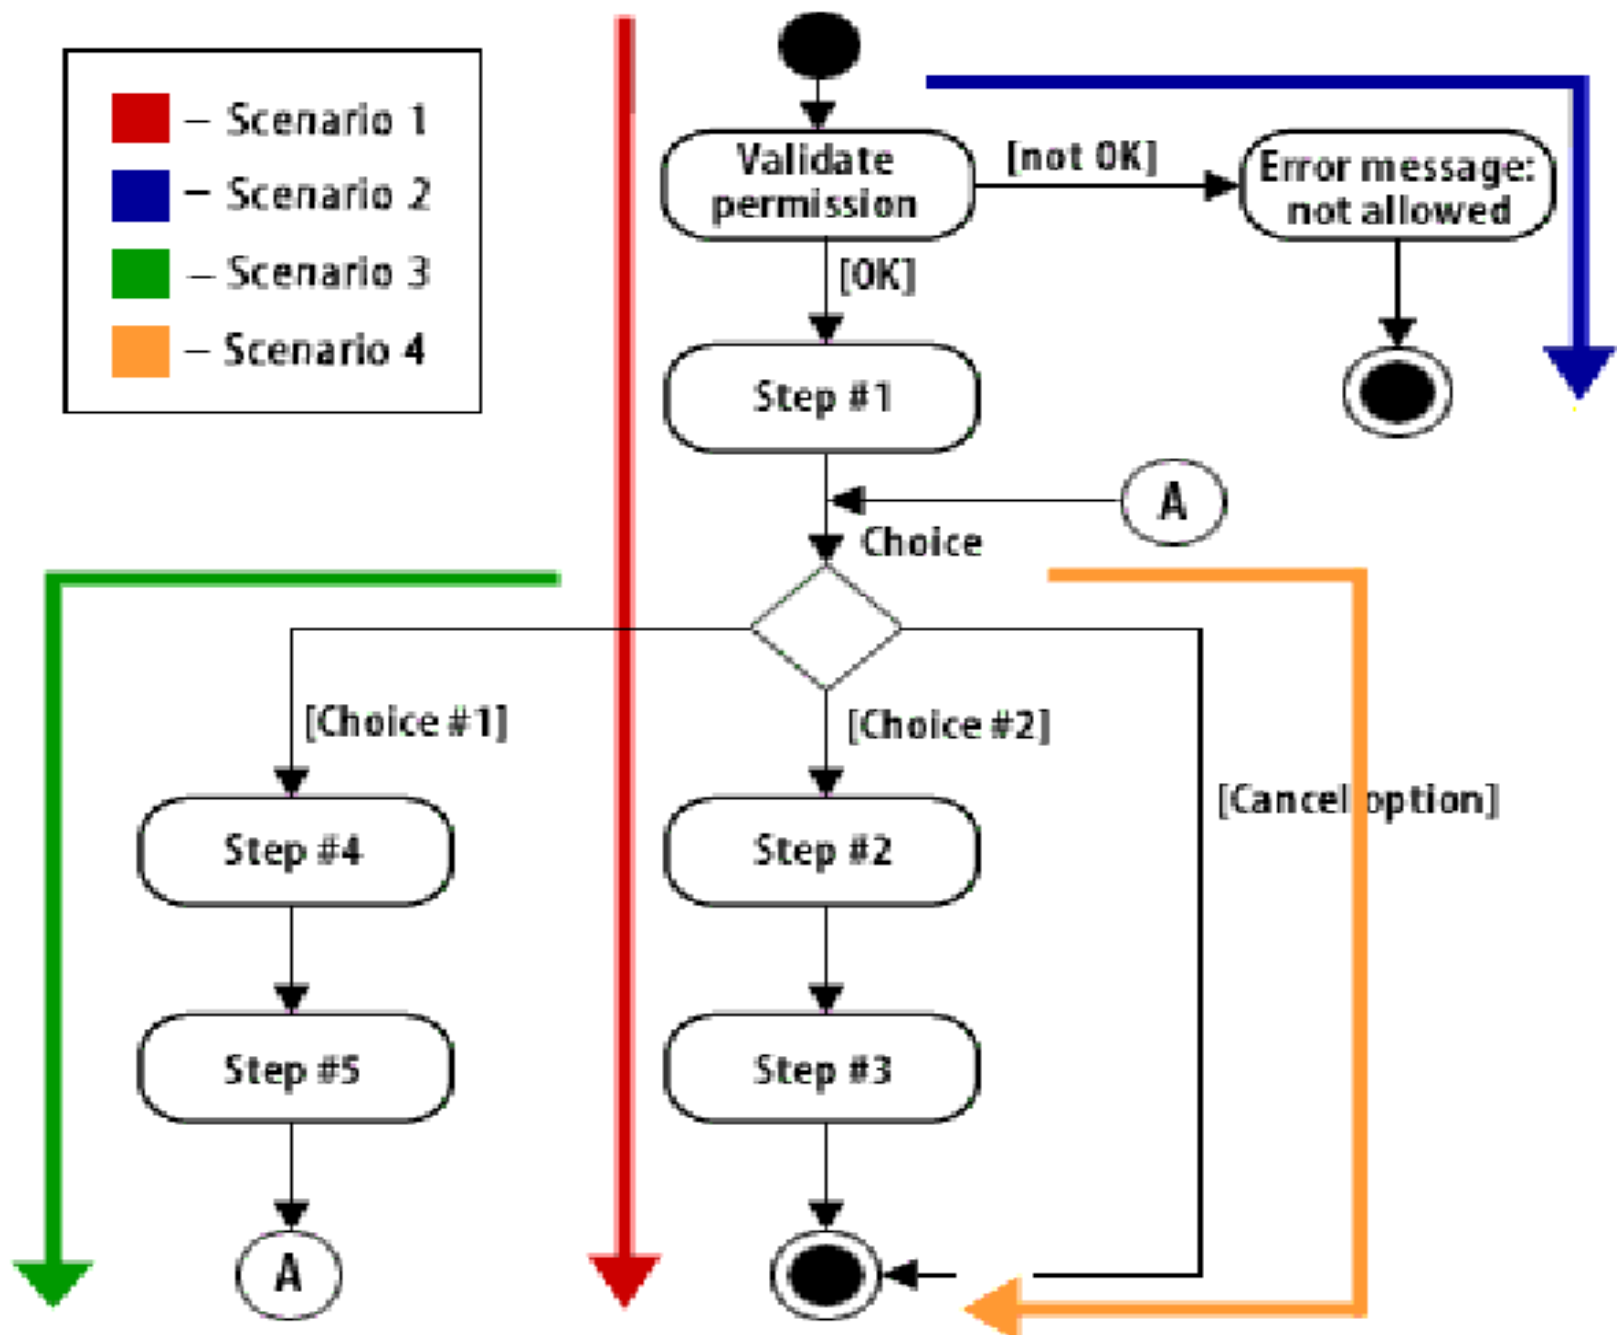 – Scenario 1
– Scenario 2
– Scenario 3
– Scenario 4
Validate
permission
[not OK]
Error message:
not allowed
[OK]
Step #1
A
Choice
[Choice #1]
[Choice #2]
[Cancel option]
Step #4
Step #2
Step #5
Step #3
A